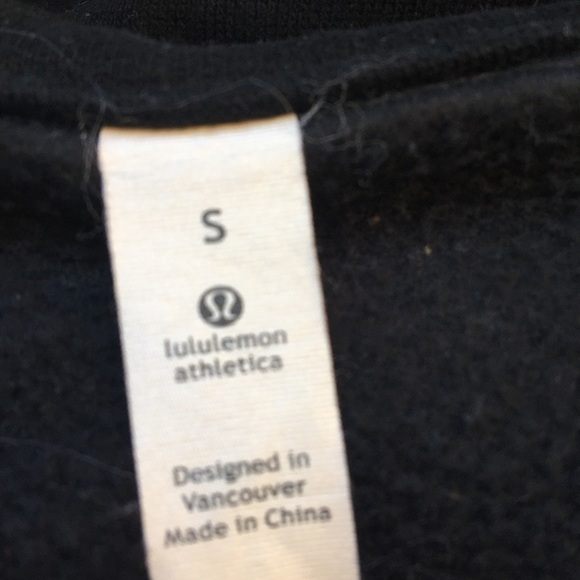 S
lululemon
athletica
Designed in
Vancouver
Made in China